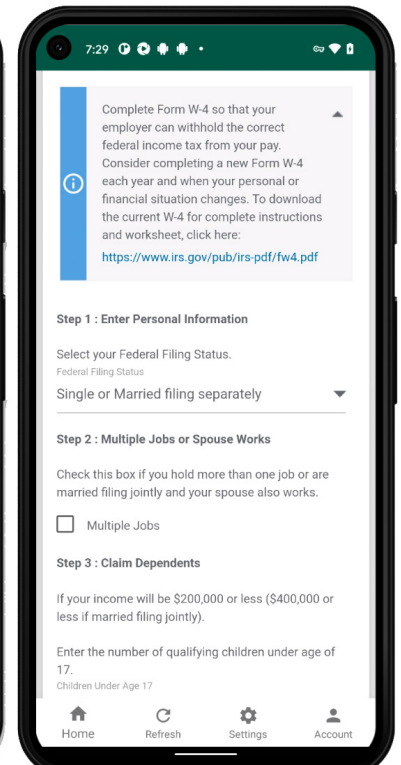 7:29
Complete Form W-4 so that your
employer can withhold the correct
federal income tax from your pay.
Consider completing a new Form W-4
each year and when your personal or
financial situation changes. To download
the current W-4 for complete instructions
and worksheet, click here:
https://www.irs.gov/pub/irs-pdf/fw4.pdf
Step 1 : Enter Personal Information
Select your Federal Filing Status.
Federal Filing Status
Single or Married filing separately
Step 2 : Multiple Jobs or Spouse Works
Check this box if you hold more than one job or are
married filing jointly and your spouse also works.
Multiple Jobs
Step 3 : Claim Dependents
If your income will be $200,000 or less ($400,000 or
less if married filing jointly).
Enter the number of qualifying children under age of
17.
Children Under Age 17
Home Refresh Settings Account